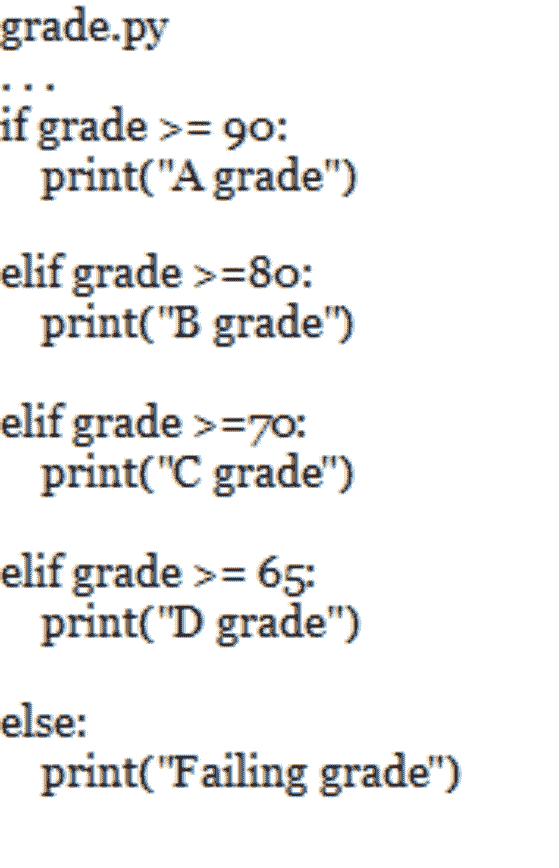 grade.py
. . .
if grade >= 90:
    print("A grade")
elif grade >=80:
    print("B grade")
elif grade >=70:
    print("C grade")
elif grade >= 65:
    print("D grade")
else:
    print("Failing grade")